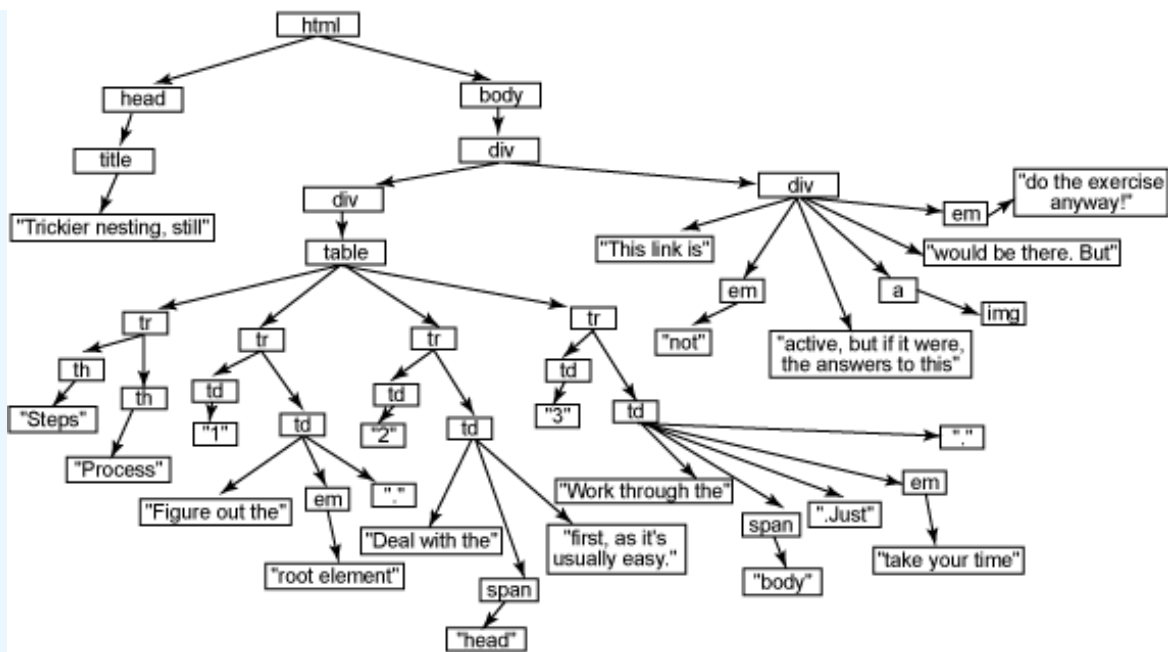 html
head
body
title
div
div
div
"do the exercise
anyway!"
em
"Trickier nesting, still"
"This link is"
"would be there. But"
table
em
a
img
tr
tr
tr
tr
"not"
"active, but if it were,
the answers to this"
th
td
td
td
th
"Steps"
"1"
"2"
"3"
td
td
td
"."
"Process"
"Figure out the"
em
"."
"Work through the"
em
"Deal with the"
"first, as it's
usually easy."
span
".Just"
"root element"
"take your time"
span
"body"
"head"